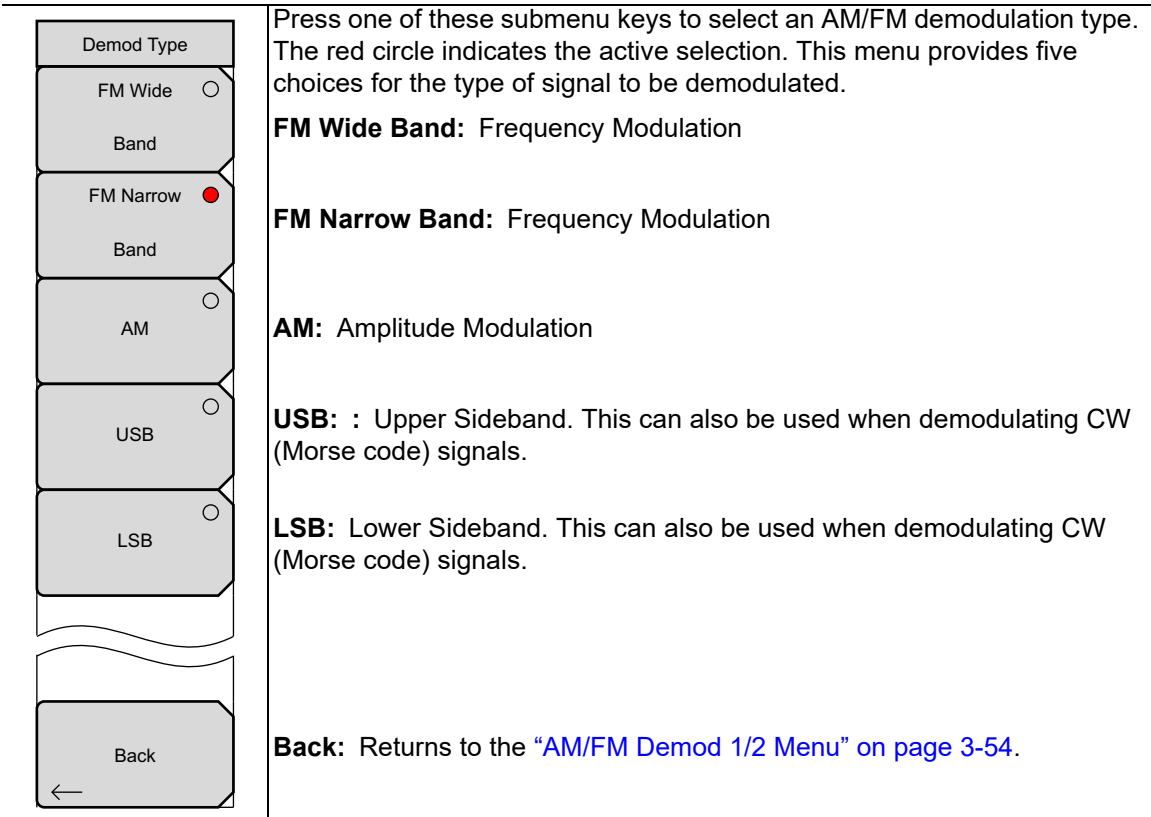 Demod Type
FM Wide
Band
FM Narrow
Band
AM
USB
LSB
Back
Press one of these submenu keys to select an AM/FM demodulation type.
The red circle indicates the active selection. This menu provides five
choices for the type of signal to be demodulated.
FM Wide Band: Frequency Modulation
FM Narrow Band: Frequency Modulation
AM: Amplitude Modulation
USB: : Upper Sideband. This can also be used when demodulating CW
(Morse code) signals.
LSB: Lower Sideband. This can also be used when demodulating CW
(Morse code) signals.
Back: Returns to the “AM/FM Demod 1/2 Menu” on page 3-54.